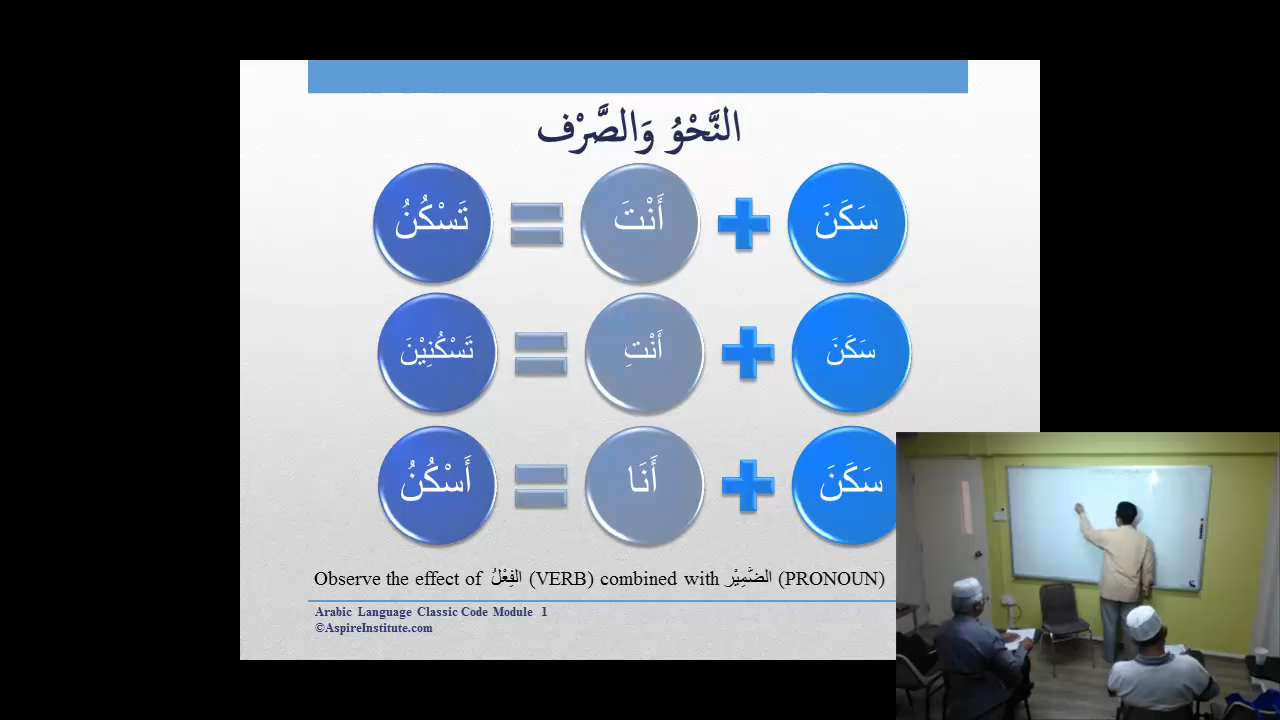 النَّحْوُ وَالصَّرْف
سَكَنَ + أَنْتَ = تَسْكُنُ
سَكَنَ + أَنْتِ = تَسْكُنِيْنَ
سَكَنَ + أَنَا = أَسْكُنُ
Observe the effect of الفِعْلُ (VERB) combined with الضَّمِيْر (PRONOUN)
Arabic Language Classic Code Module 1
©AspireInstitute.com